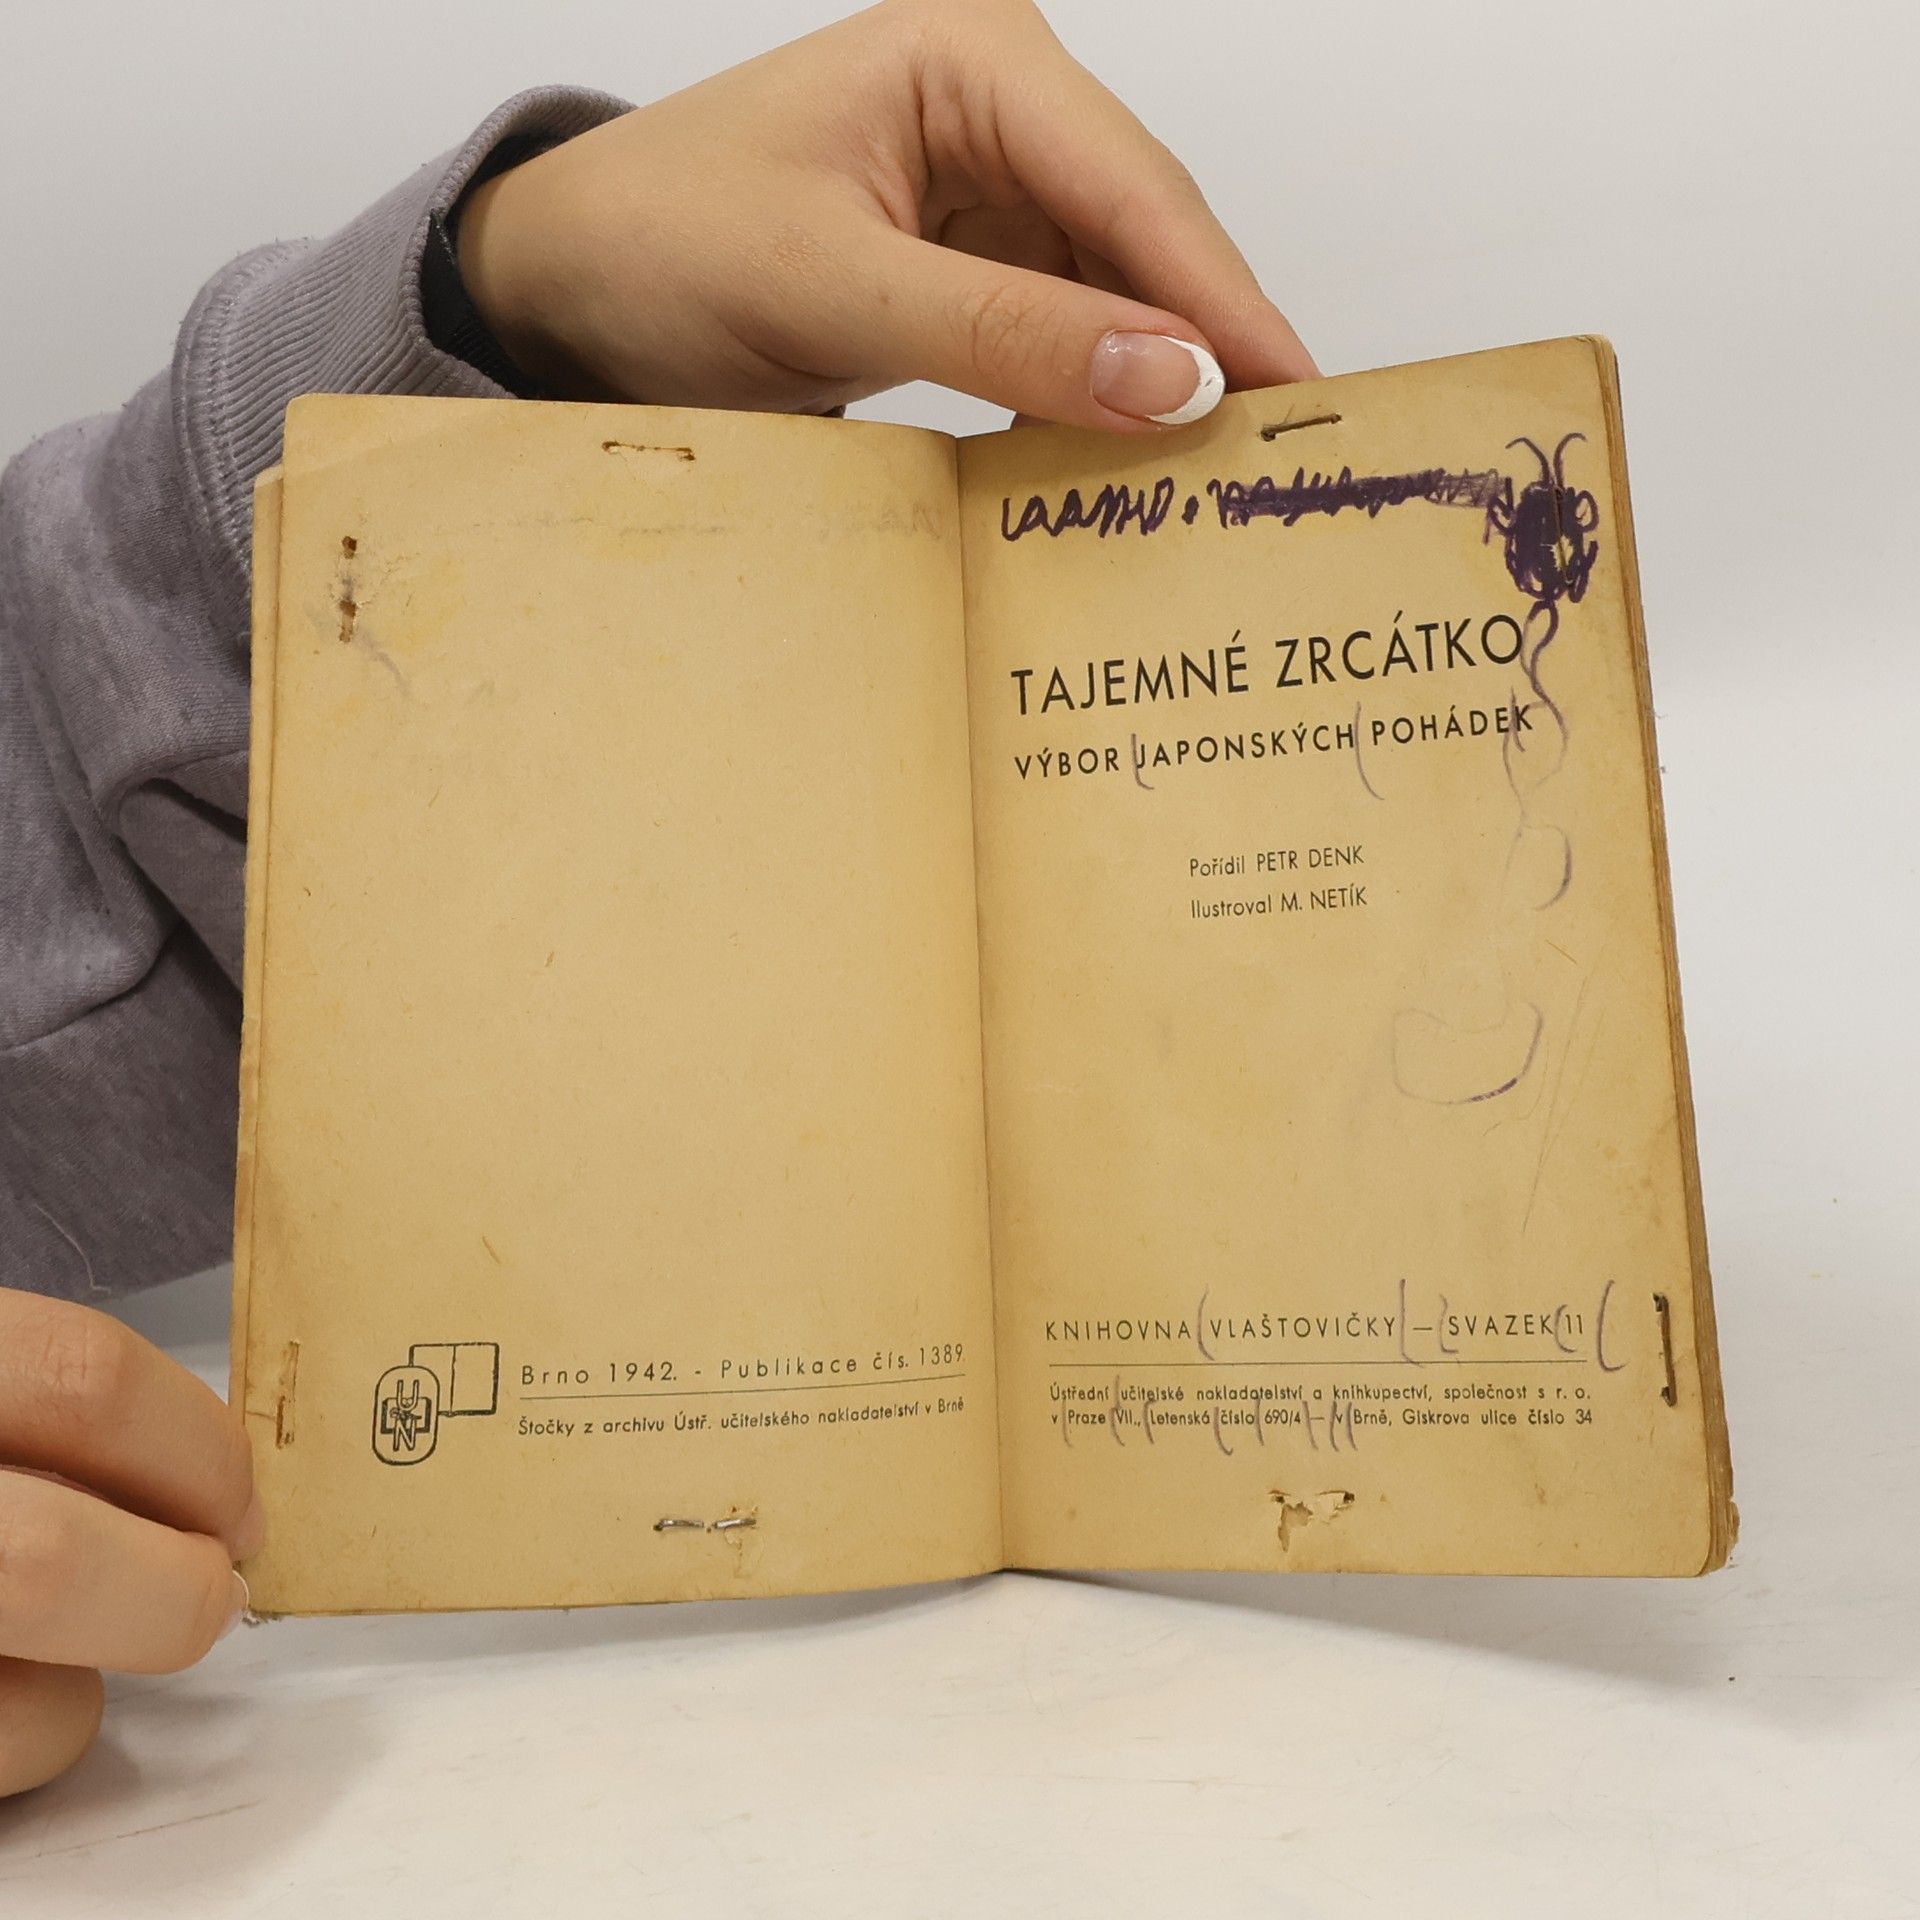 Brno 1942. - Publikace čís. 1389
Štočky z archivu Ústř. učitelského nakladatelství v Brně
UN
TAJEMNÉ ZRCÁTKO
VÝBOR JAPONSKÝCH POHÁDEK
Pořídil PETR DENK
Ilustroval M. NETÍK
KNIHOVNA VLAŠTOVIČKY — SVAZEK 11
Ústřední učitelské nakladatelství a knihkupectví, společnost s r. o.
v Praze VII., Letenská číslo 690/4 — v Brně, Giskrova ulice číslo 34